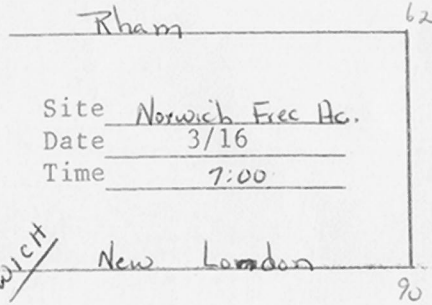 Rham 62
Site Norwich Free Ac.
Date 3/16
Time 7:00
WICH
New London
90